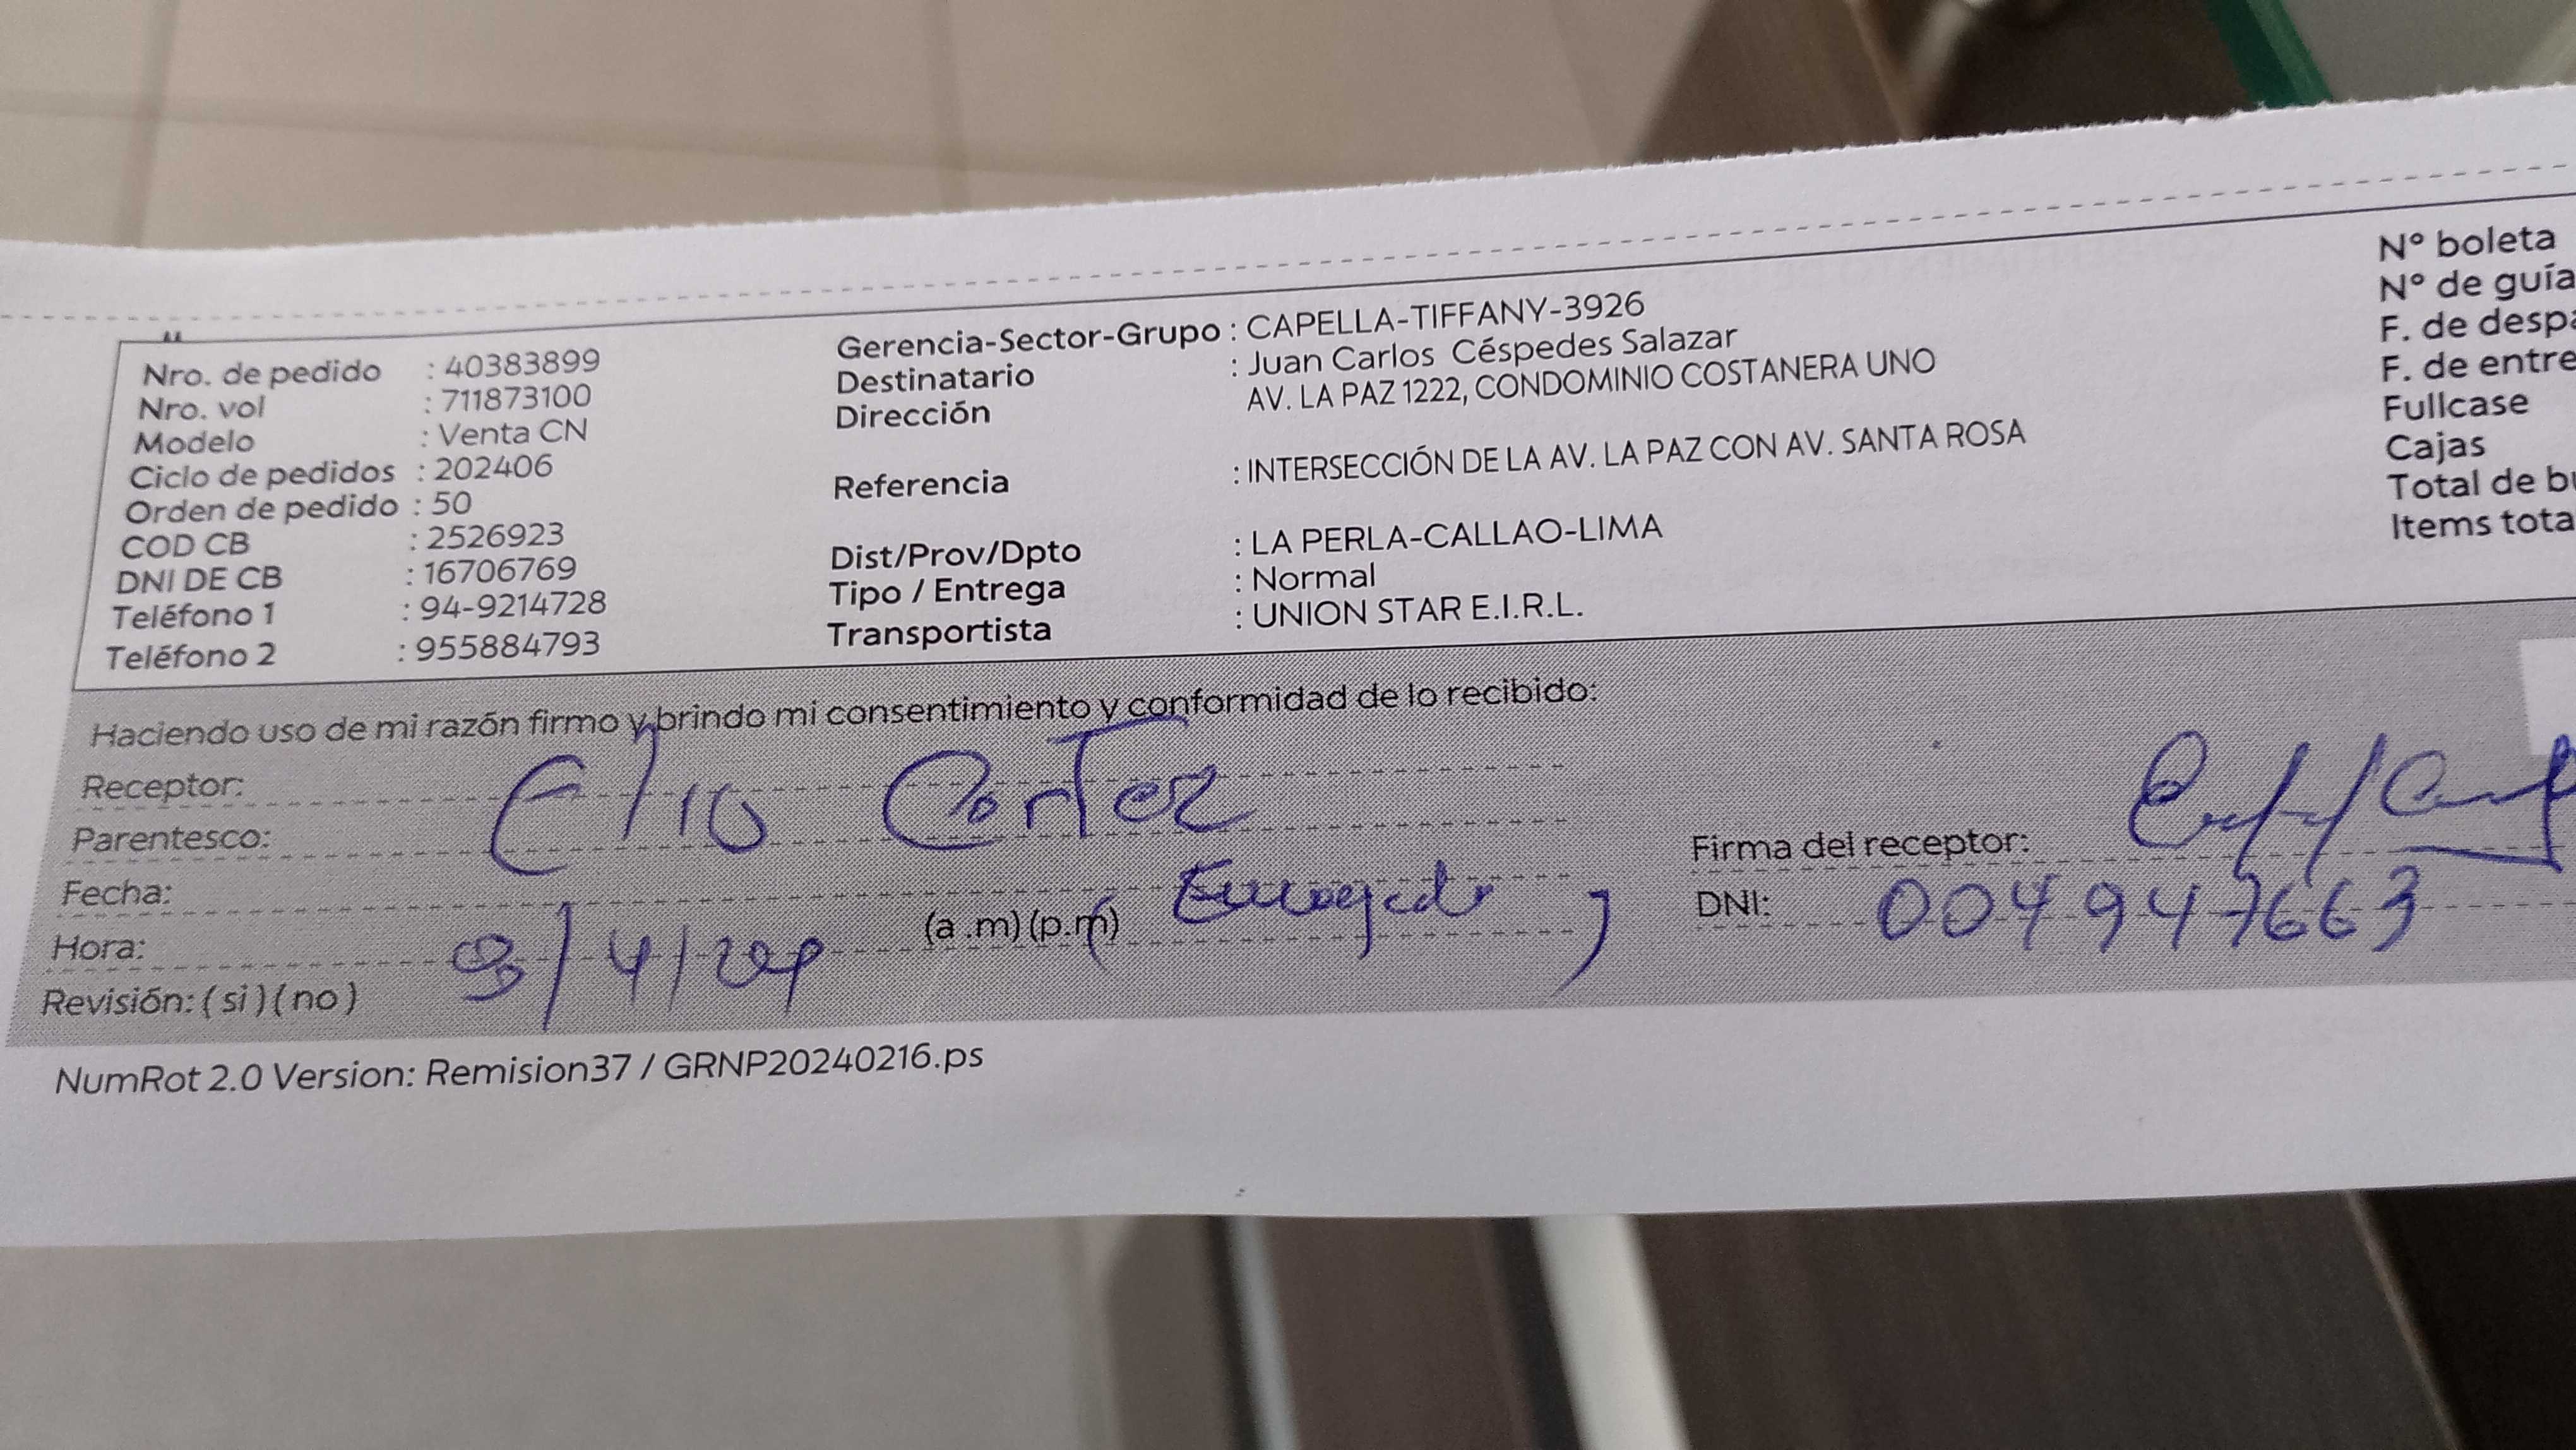 Nro. de pedido : 40383899
Nro. vol : 711873100
Modelo : Venta CN
Ciclo de pedidos : 202406
Orden de pedido : 50
COD CB : 2526923
DNI DE CB : 16706769
Teléfono 1 : 94-9214728
Teléfono 2 : 955884793
Gerencia-Sector-Grupo : CAPELLA-TIFFANY-3926
Destinatario : Juan Carlos Céspedes Salazar
Dirección AV. LA PAZ 1222, CONDOMINIO COSTANERA UNO
Referencia : INTERSECCIÓN DE LA AV. LA PAZ CON AV. SANTA ROSA
Dist/Prov/Dpto : LA PERLA-CALLAO-LIMA
Tipo / Entrega : Normal
Transportista : UNION STAR E.I.R.L.
N° boleta
N° de guía
F. de despa
F. de entre
Fullcase
Cajas
Total de bu
Items tota
Haciendo uso de mi razón firmo y brindo mi consentimiento y conformidad de lo recibido:
Receptor: Elio Cortez
Parentesco:
Fecha:
Hora: (a .m) (p.m)
Revisión: ( si ) ( no )
Firma del receptor:
DNI: 004947663
NumRot 2.0 Version: Remision37 / GRNP20240216.ps